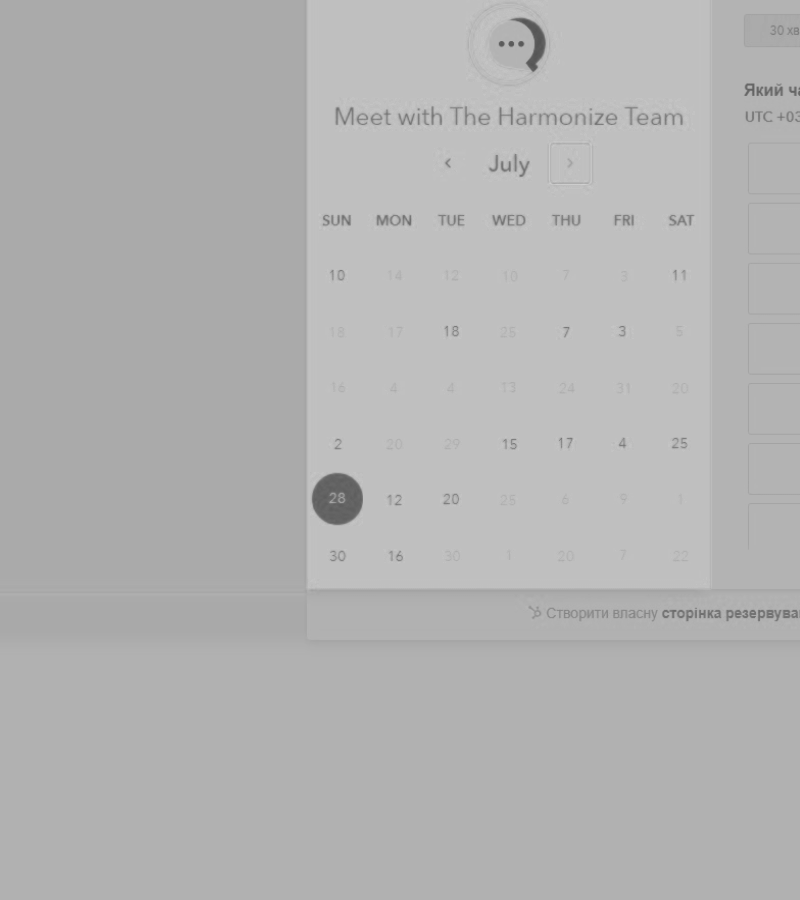 30 хв
Meet with The Harmonize Team
Який ча
UTC +03
July
SUN MON TUE WED THU FRI SAT
10 14 12 10 7 3 11
18 17 18 25 7 3 5
16 4 4 13 24 31 20
2 20 29 15 17 4 25
28 12 20 25 6 9 1
30 16 30 1 20 7 22
Створити власну сторінка резервува